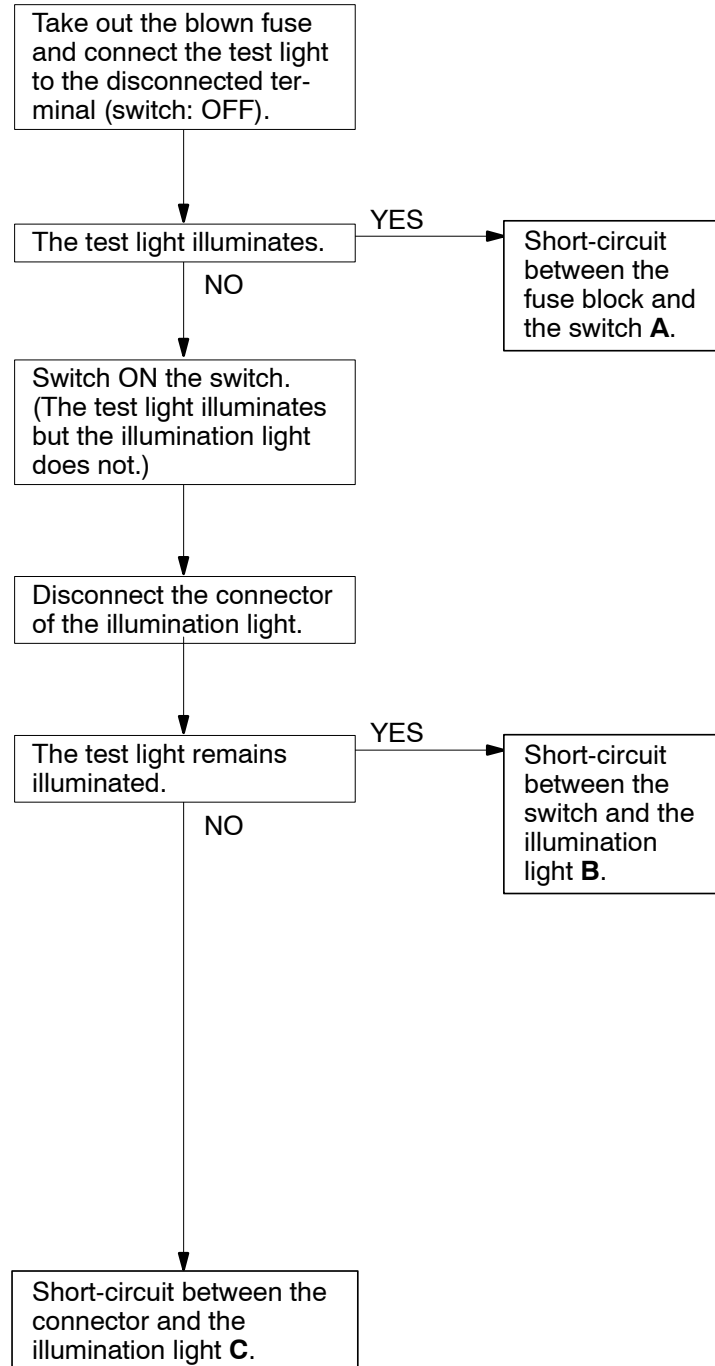 Take out the blown fuse
and connect the test light
to the disconnected ter-
minal (switch: OFF).
The test light illuminates.
YES
Short-circuit
between the
fuse block and
the switch A.
NO
Switch ON the switch.
(The test light illuminates
but the illumination light
does not.)
Disconnect the connector
of the illumination light.
The test light remains
illuminated.
YES
Short-circuit
between the
switch and the
illumination
light B.
NO
Short-circuit between the
connector and the
illumination light C.